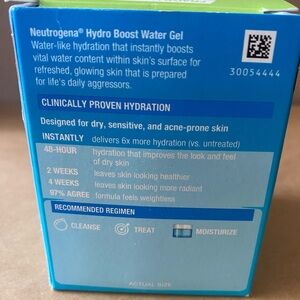 Neutrogena® Hydro Boost Water Gel
Water-like hydration that instantly boosts
vital water content within skin's surface for
refreshed, glowing skin that is prepared
for life's daily aggressors.
30054444
CLINICALLY PROVEN HYDRATION
Designed for dry, sensitive, and acne-prone skin
INSTANTLY delivers 6x more hydration (vs. untreated)
48-HOUR hydration that improves the look and feel
of dry skin
2 WEEKS leaves skin looking healthier
4 WEEKS leaves skin looking more radiant
97% AGREE formula feels weightless
RECOMMENDED REGIMEN
CLEANSE TREAT MOISTURIZE
ACTUAL SIZE